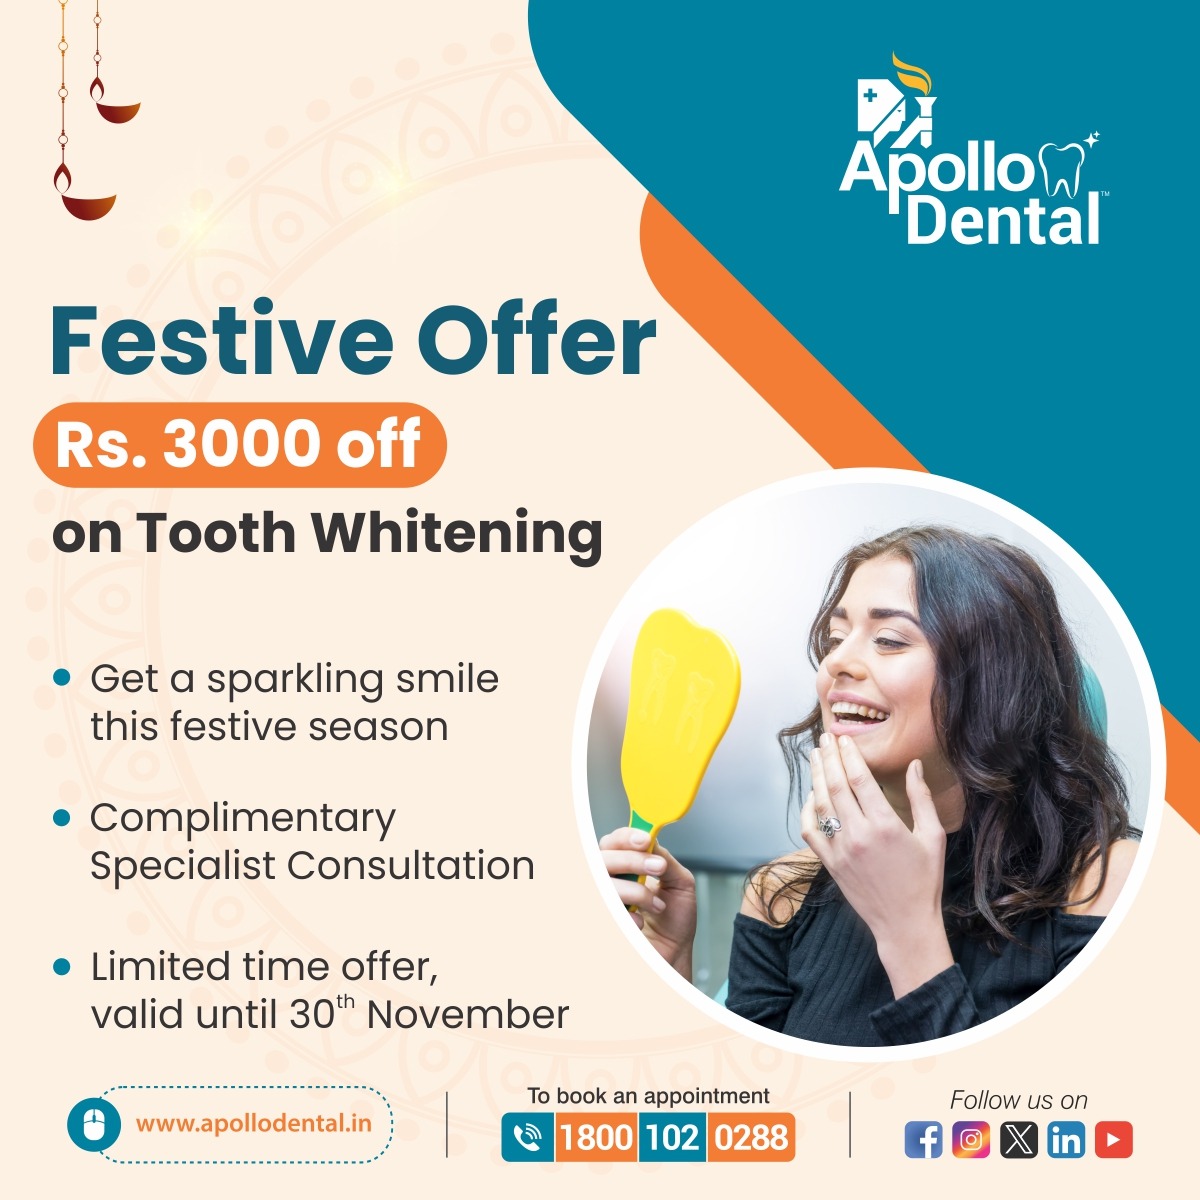 Apollo
Dental™
Festive Offer
Rs. 3000 off
on Tooth Whitening
Get a sparkling smile
this festive season
Complimentary
Specialist Consultation
Limited time offer,
valid until 30th November
www.apollodental.in
To book an appointment
1800 102 0288
Follow us on